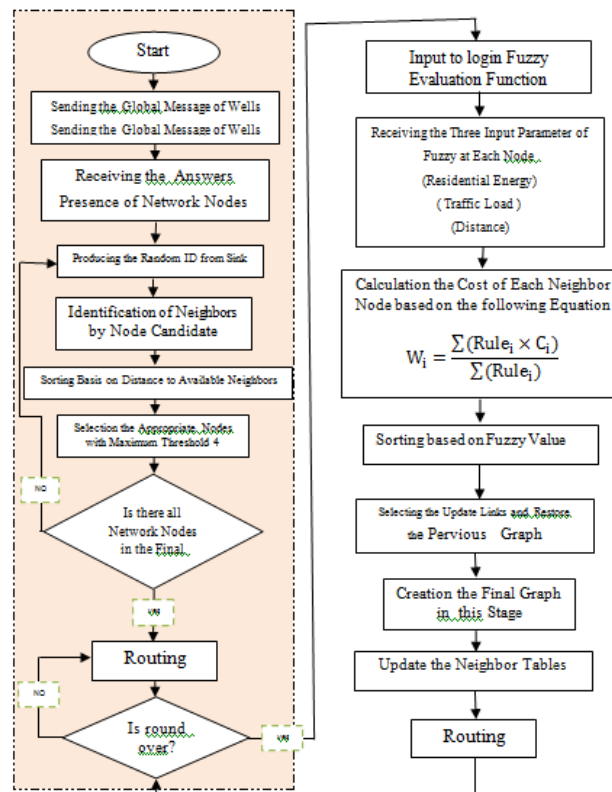 Start
Sending the Global Message of Wells
Sending the Global Message of Wells
Receiving the Answers
Presence of Network Nodes
Producing the Random ID from Sink
Identification of Neighbors
by Node Candidate
Sorting Basis on Distance to Available Neighbors
Selection the Appropriate Nodes
with Maximum Threshold 4
NO
Is there all
Network Nodes
in the Final
YES
Routing
NO
Is round
over?
YES
Input to login Fuzzy
Evaluation Function
Receiving the Three Input Parameter of
Fuzzy at Each Node
(Residential Energy)
( Traffic Load )
(Distance)
Calculation the Cost of Each Neighbor
Node based on the following Equation
W_i = ∑(Rule_i × C_i) / ∑(Rule_i)
Sorting based on Fuzzy Value
Selecting the Update Links and Restore
the Pervious Graph
Creation the Final Graph
in this Stage
Update the Neighbor Tables
Routing